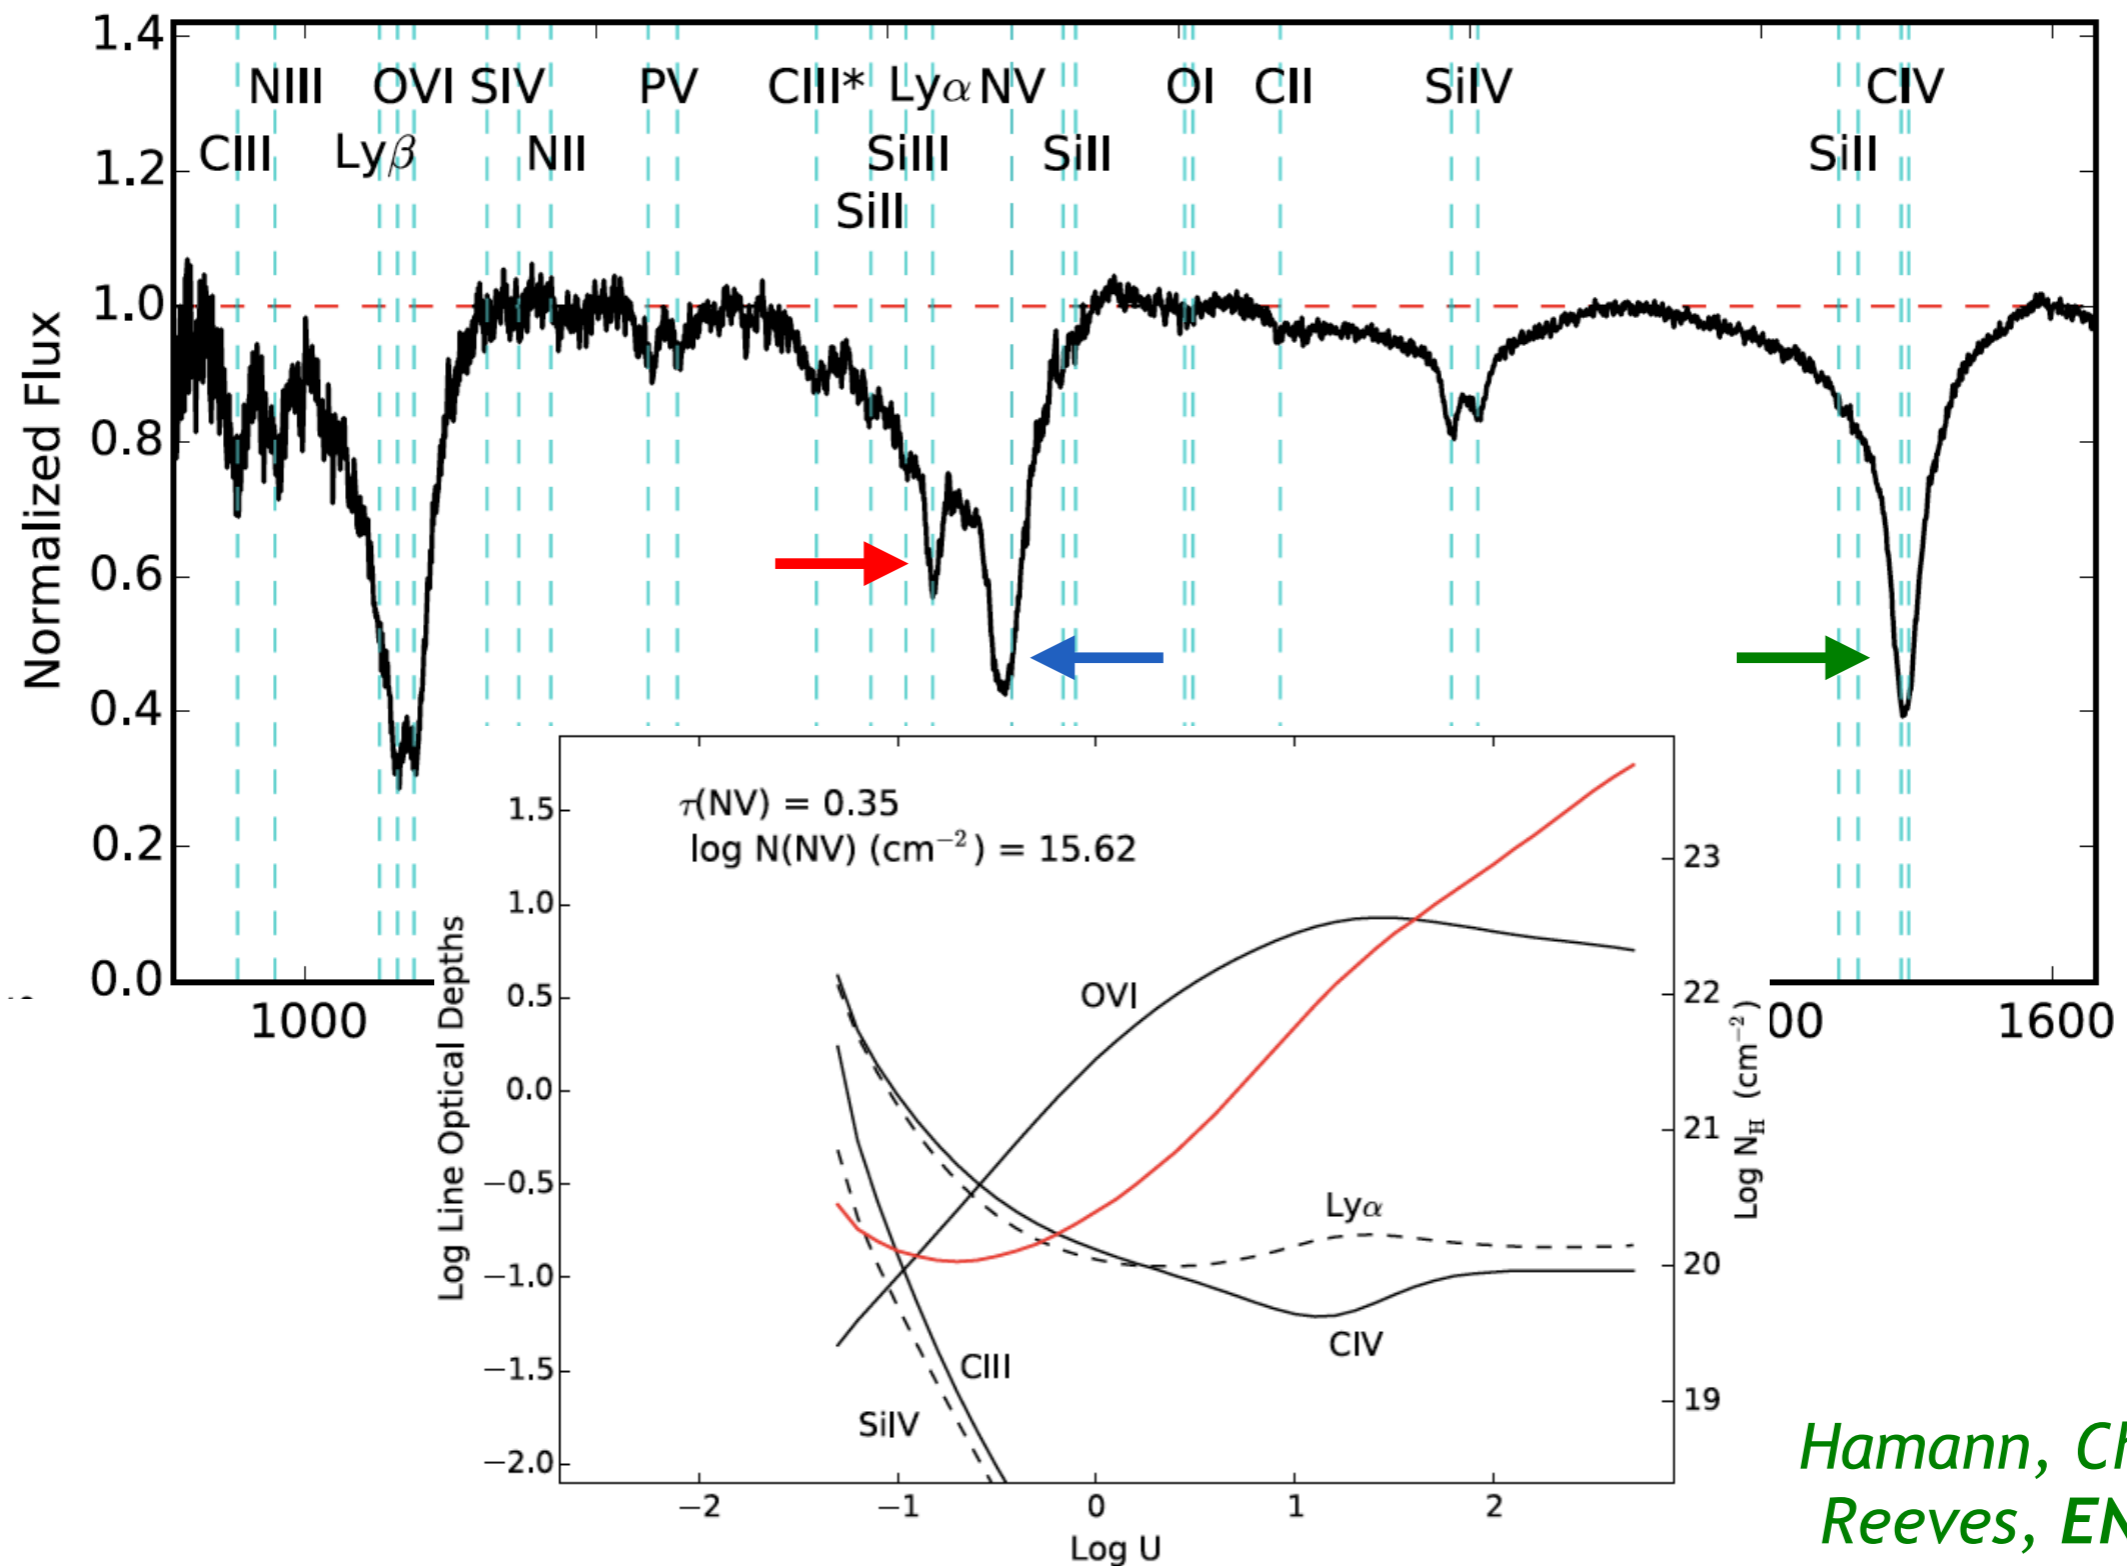 1.4
NIII OVI SIV PV CIII* Lyα NV OI CII SiIV CIV
CIII Lyβ NII SiIII SiII SiII
1.2
SiII
1.0
0.8
0.6
0.4
0.2
0.0
Normalized Flux
1000
00
1600
τ(NV) = 0.35
log N(NV) (cm⁻²) = 15.62
1.5
1.0
0.5
0.0
−0.5
−1.0
−1.5
−2.0
Log Line Optical Depths
OVI
Lyα
CIV
CIII
SiIV
23
22
21
20
19
Log N_H (cm⁻²)
−2 −1 0 1 2
Log U
Hamann,
Reeves, EN